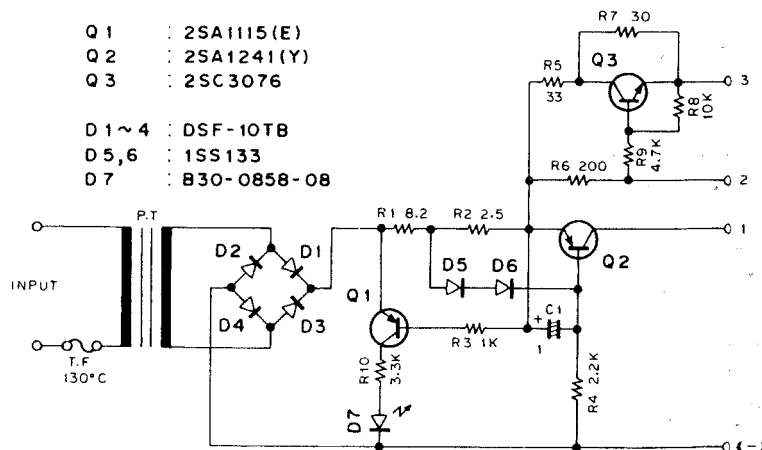 Q1 : 2SA1115(E)
Q2 : 2SA1241(Y)
Q3 : 2SC3076
D1~4 : DSF-10TB
D5,6 : 1SS133
D7 : B30-0858-08
R7 30
Q3
R5
33
3
R8
10K
R9
4.7K
R6 200
2
P.T
R1 8.2
R2 2.5
1
D2
D1
Q2
D5
D6
INPUT
Q1
C1
+
D4
D3
1
R3 1K
T.F
130°C
R10
3.3K
R4 2.2K
D7